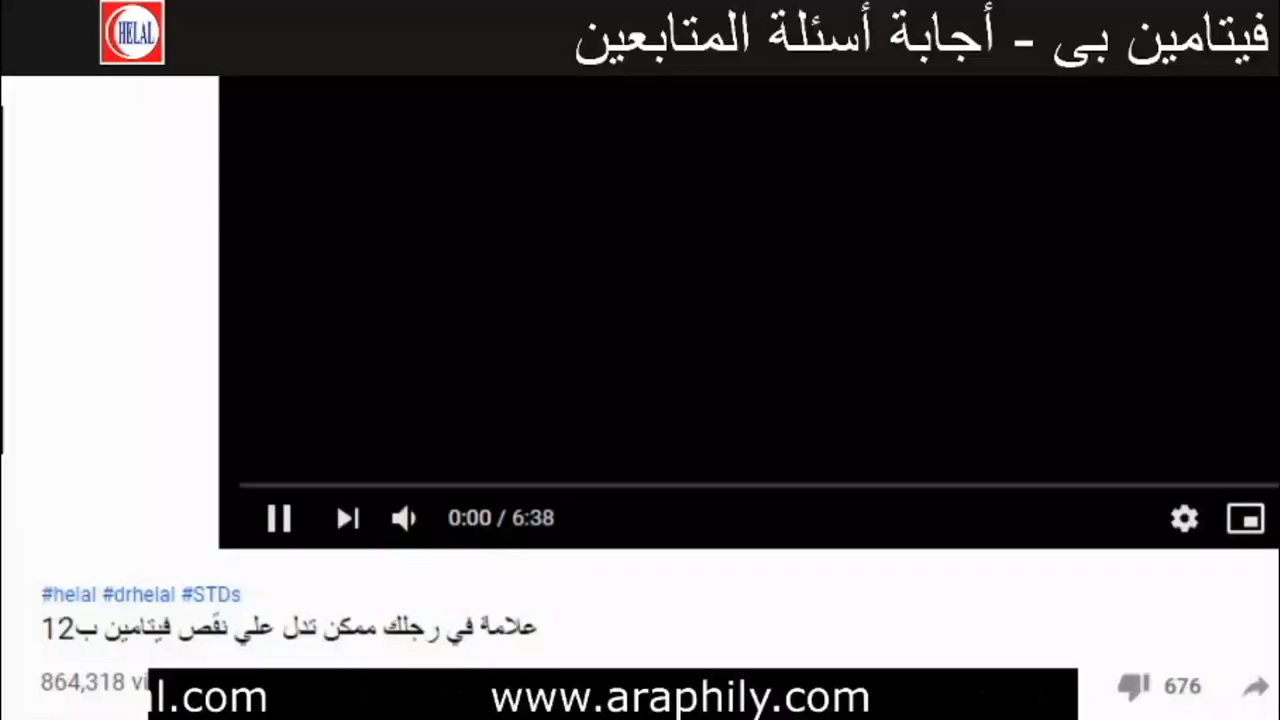 HELAL
فيتامين بى - أجابة أسئلة المتابعين
0:00 / 6:38
#helal #drhelal #STDs
علامة في رجلك ممكن تدل علي نقص فيتامين ب12
864,318 vi
l.com www.araphily.com
676